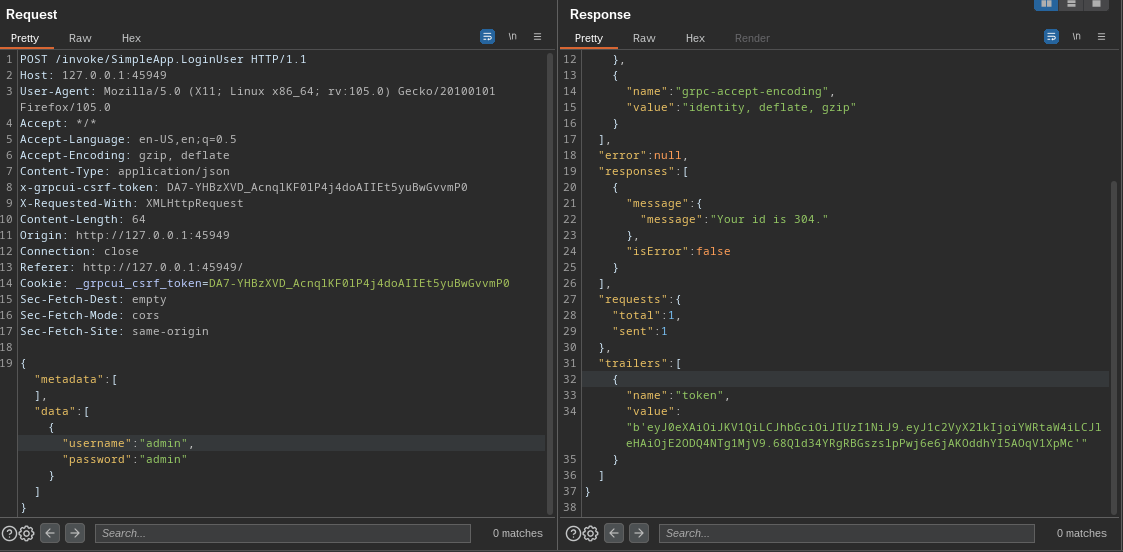 Request
Pretty Raw Hex \n
1 POST /invoke/SimpleApp.LoginUser HTTP/1.1
2 Host: 127.0.0.1:45949
3 User-Agent: Mozilla/5.0 (X11; Linux x86_64; rv:105.0) Gecko/20100101
Firefox/105.0
4 Accept: */*
5 Accept-Language: en-US,en;q=0.5
6 Accept-Encoding: gzip, deflate
7 Content-Type: application/json
8 x-grpcui-csrf-token: DA7-YHBzXVD_Acnq1KF0lP4j4doAIIEt5yuBwGvvmP0
9 X-Requested-With: XMLHttpRequest
10 Content-Length: 64
11 Origin: http://127.0.0.1:45949
12 Connection: close
13 Referer: http://127.0.0.1:45949/
14 Cookie: _grpcui_csrf_token=DA7-YHBzXVD_Acnq1KF0lP4j4doAIIEt5yuBwGvvmP0
15 Sec-Fetch-Dest: empty
16 Sec-Fetch-Mode: cors
17 Sec-Fetch-Site: same-origin
18
19 {
"metadata":[
],
"data":[
{
"username":"admin",
"password":"admin"
}
]
}
Search... 0 matches
Response
Pretty Raw Hex Render \n
12 },
13 {
14 "name":"grpc-accept-encoding",
15 "value":"identity, deflate, gzip"
16 }
17 ],
18 "error":null,
19 "responses":[
20 {
21 "message":{
22 "message":"Your id is 304."
23 },
24 "isError":false
25 }
26 ],
27 "requests":{
28 "total":1,
29 "sent":1
30 },
31 "trailers":[
32 {
33 "name":"token",
34 "value":
"b'eyJ0eXAiOiJKV1QiLCJhbGciOiJIUzI1NiJ9.eyJ1c2VyX2lkIjoiYWRtaW4iLCJl
eHAiOjE2ODQ4NTg1MjV9.68Qld34YRgRBGszslpPwj6e6jAKOddhYI5AOqV1XpMc'"
35 }
36 ]
37 }
38
Search... 0 matches